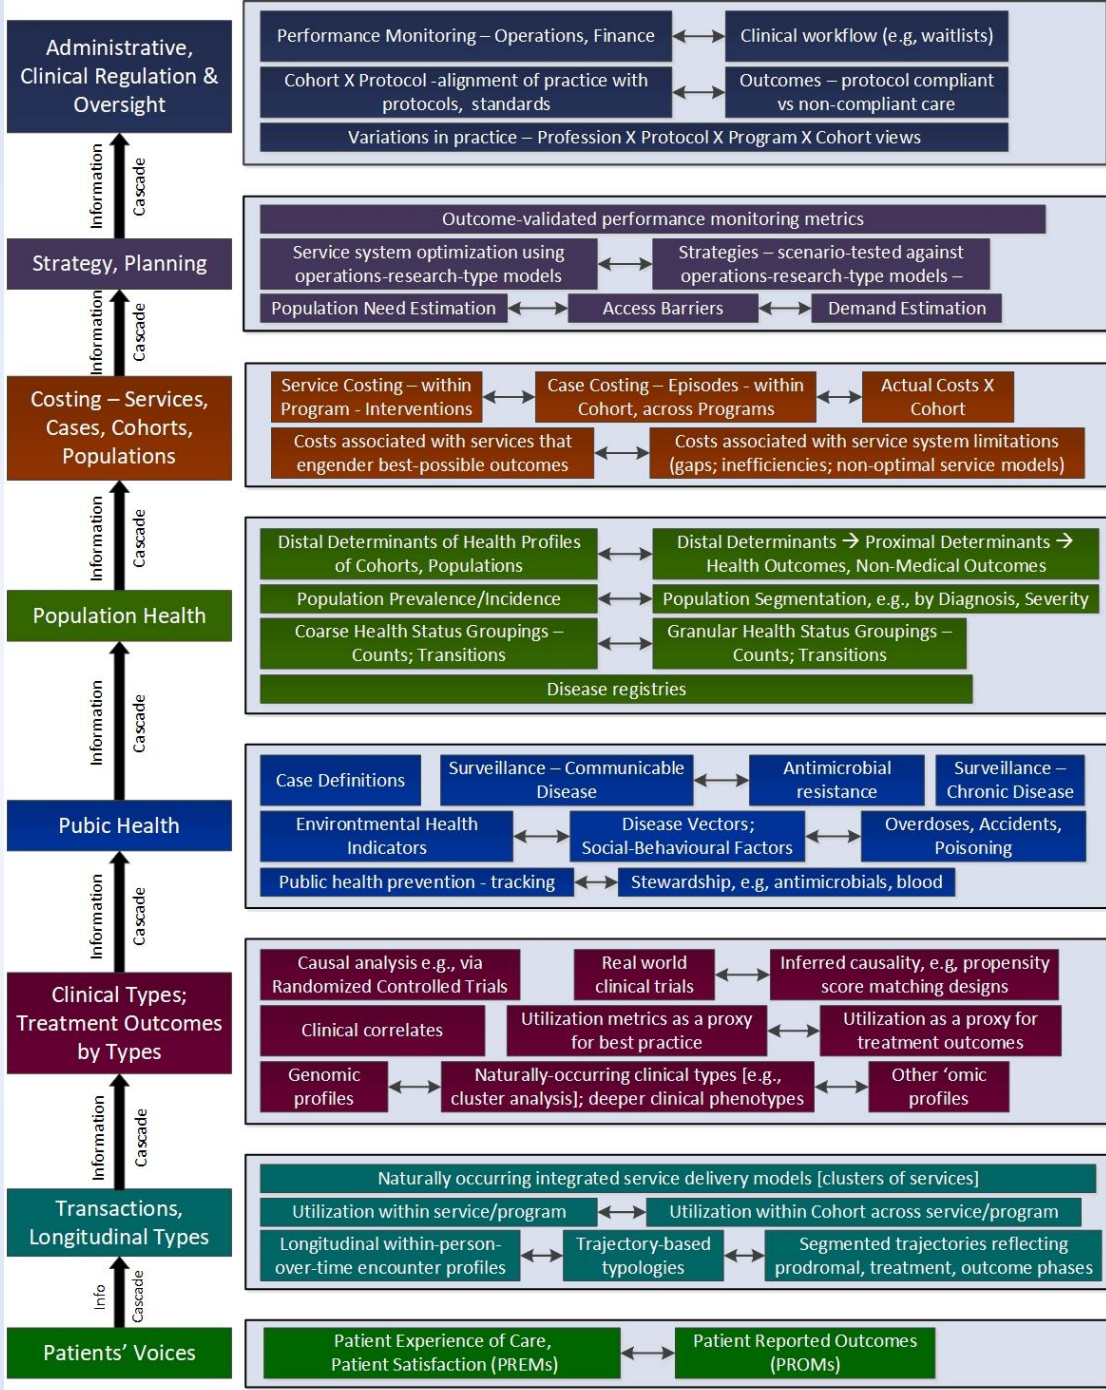 Administrative,
Clinical Regulation &
Oversight
Performance Monitoring – Operations, Finance
Clinical workflow (e.g, waitlists)
Cohort X Protocol -alignment of practice with
protocols, standards
Outcomes – protocol compliant
vs non-compliant care
Variations in practice – Profession X Protocol X Program X Cohort views
Information
Cascade
Strategy, Planning
Outcome-validated performance monitoring metrics
Service system optimization using
operations-research-type models
Strategies – scenario-tested against
operations-research-type models –
Population Need Estimation
Access Barriers
Demand Estimation
Information
Cascade
Costing – Services,
Cases, Cohorts,
Populations
Service Costing – within
Program - Interventions
Case Costing – Episodes - within
Cohort, across Programs
Actual Costs X
Cohort
Costs associated with services that
engender best-possible outcomes
Costs associated with service system limitations
(gaps; inefficiencies; non-optimal service models)
Information
Cascade
Population Health
Distal Determinants of Health Profiles
of Cohorts, Populations
Distal Determinants → Proximal Determinants →
Health Outcomes, Non-Medical Outcomes
Population Prevalence/Incidence
Population Segmentation, e.g., by Diagnosis, Severity
Coarse Health Status Groupings –
Counts; Transitions
Granular Health Status Groupings –
Counts; Transitions
Disease registries
Information
Cascade
Pubic Health
Case Definitions
Surveillance – Communicable
Disease
Antimicrobial
resistance
Surveillance –
Chronic Disease
Environtmental Health
Indicators
Disease Vectors;
Social-Behavioural Factors
Overdoses, Accidents,
Poisoning
Public health prevention - tracking
Stewardship, e.g, antimicrobials, blood
Information
Cascade
Clinical Types;
Treatment Outcomes
by Types
Causal analysis e.g., via
Randomized Controlled Trials
Real world
clinical trials
Inferred causality, e.g, propensity
score matching designs
Clinical correlates
Utilization metrics as a proxy
for best practice
Utilization as a proxy for
treatment outcomes
Genomic
profiles
Naturally-occurring clinical types [e.g.,
cluster analysis]; deeper clinical phenotypes
Other ‘omic
profiles
Information
Cascade
Transactions,
Longitudinal Types
Naturally occurring integrated service delivery models [clusters of services]
Utilization within service/program
Utilization within Cohort across service/program
Longitudinal within-person-
over-time encounter profiles
Trajectory-based
typologies
Segmented trajectories reflecting
prodromal, treatment, outcome phases
Info
Cascade
Patients’ Voices
Patient Experience of Care,
Patient Satisfaction (PREMs)
Patient Reported Outcomes
(PROMs)